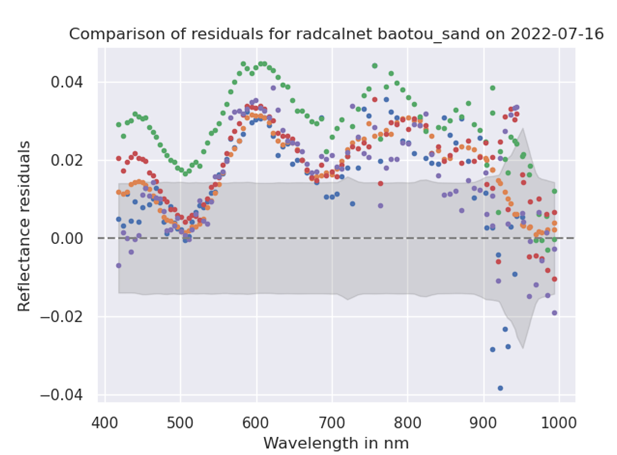 Comparison of residuals for radcalnet baotou_sand on 2022-07-16
0.04
0.02
0.00
−0.02
−0.04
Reflectance residuals
400 500 600 700 800 900 1000
Wavelength in nm